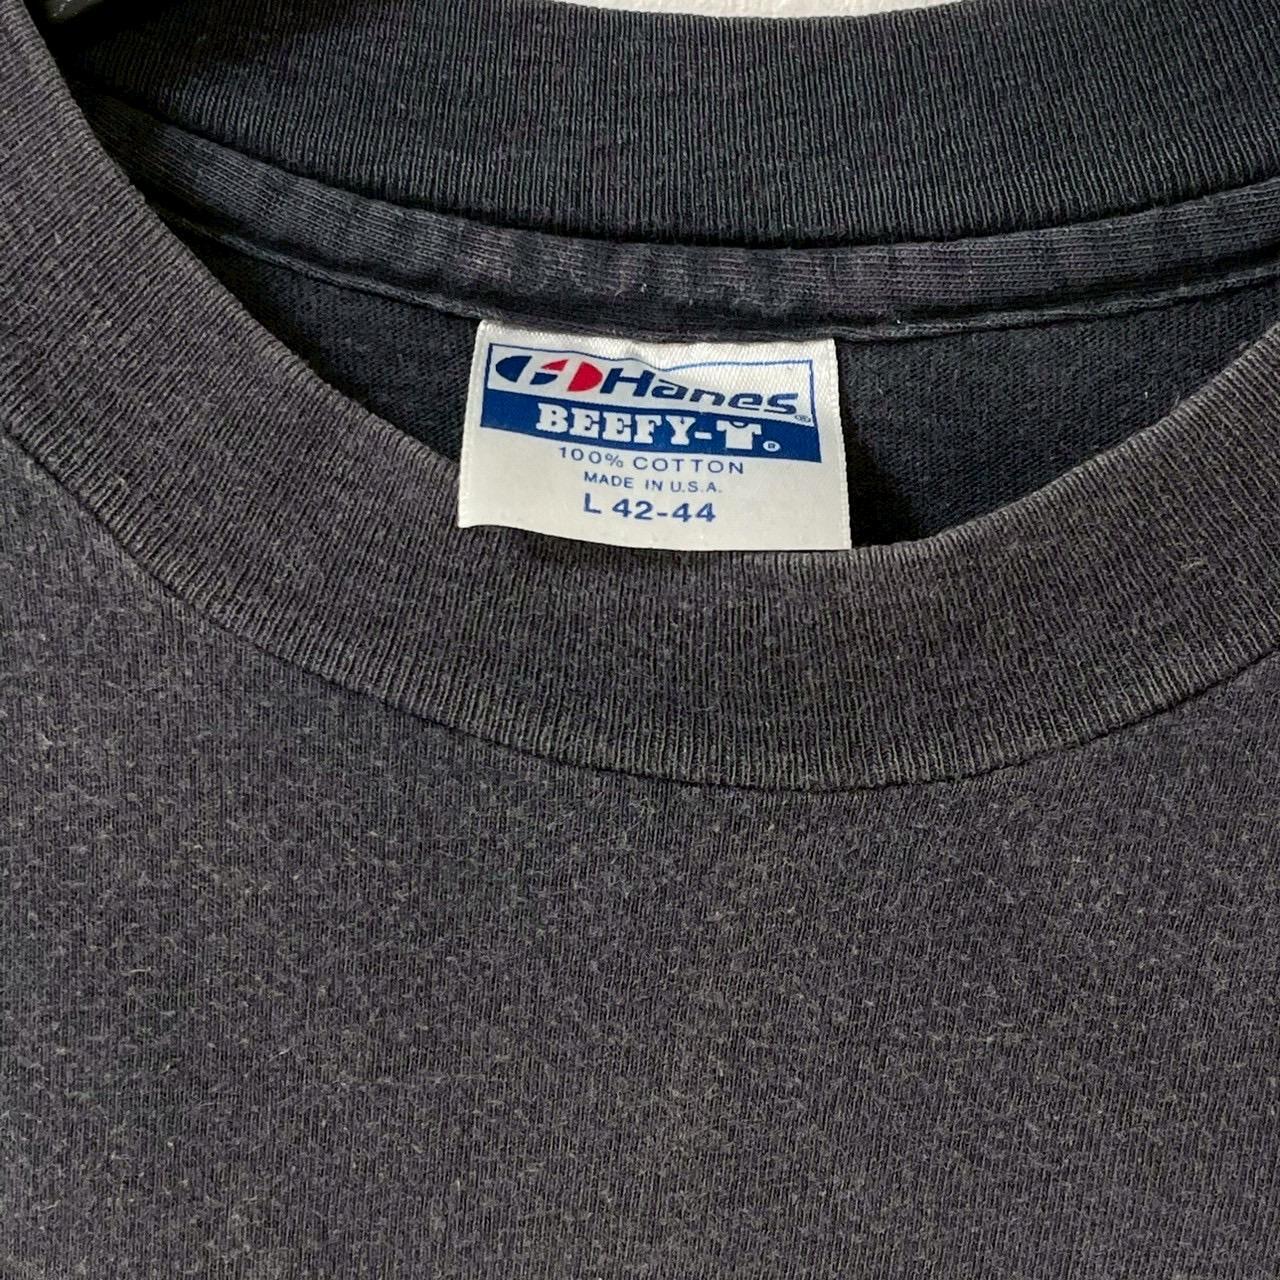 Hanes®
BEEFY-T®
100% COTTON
MADE IN U.S.A.
L 42-44